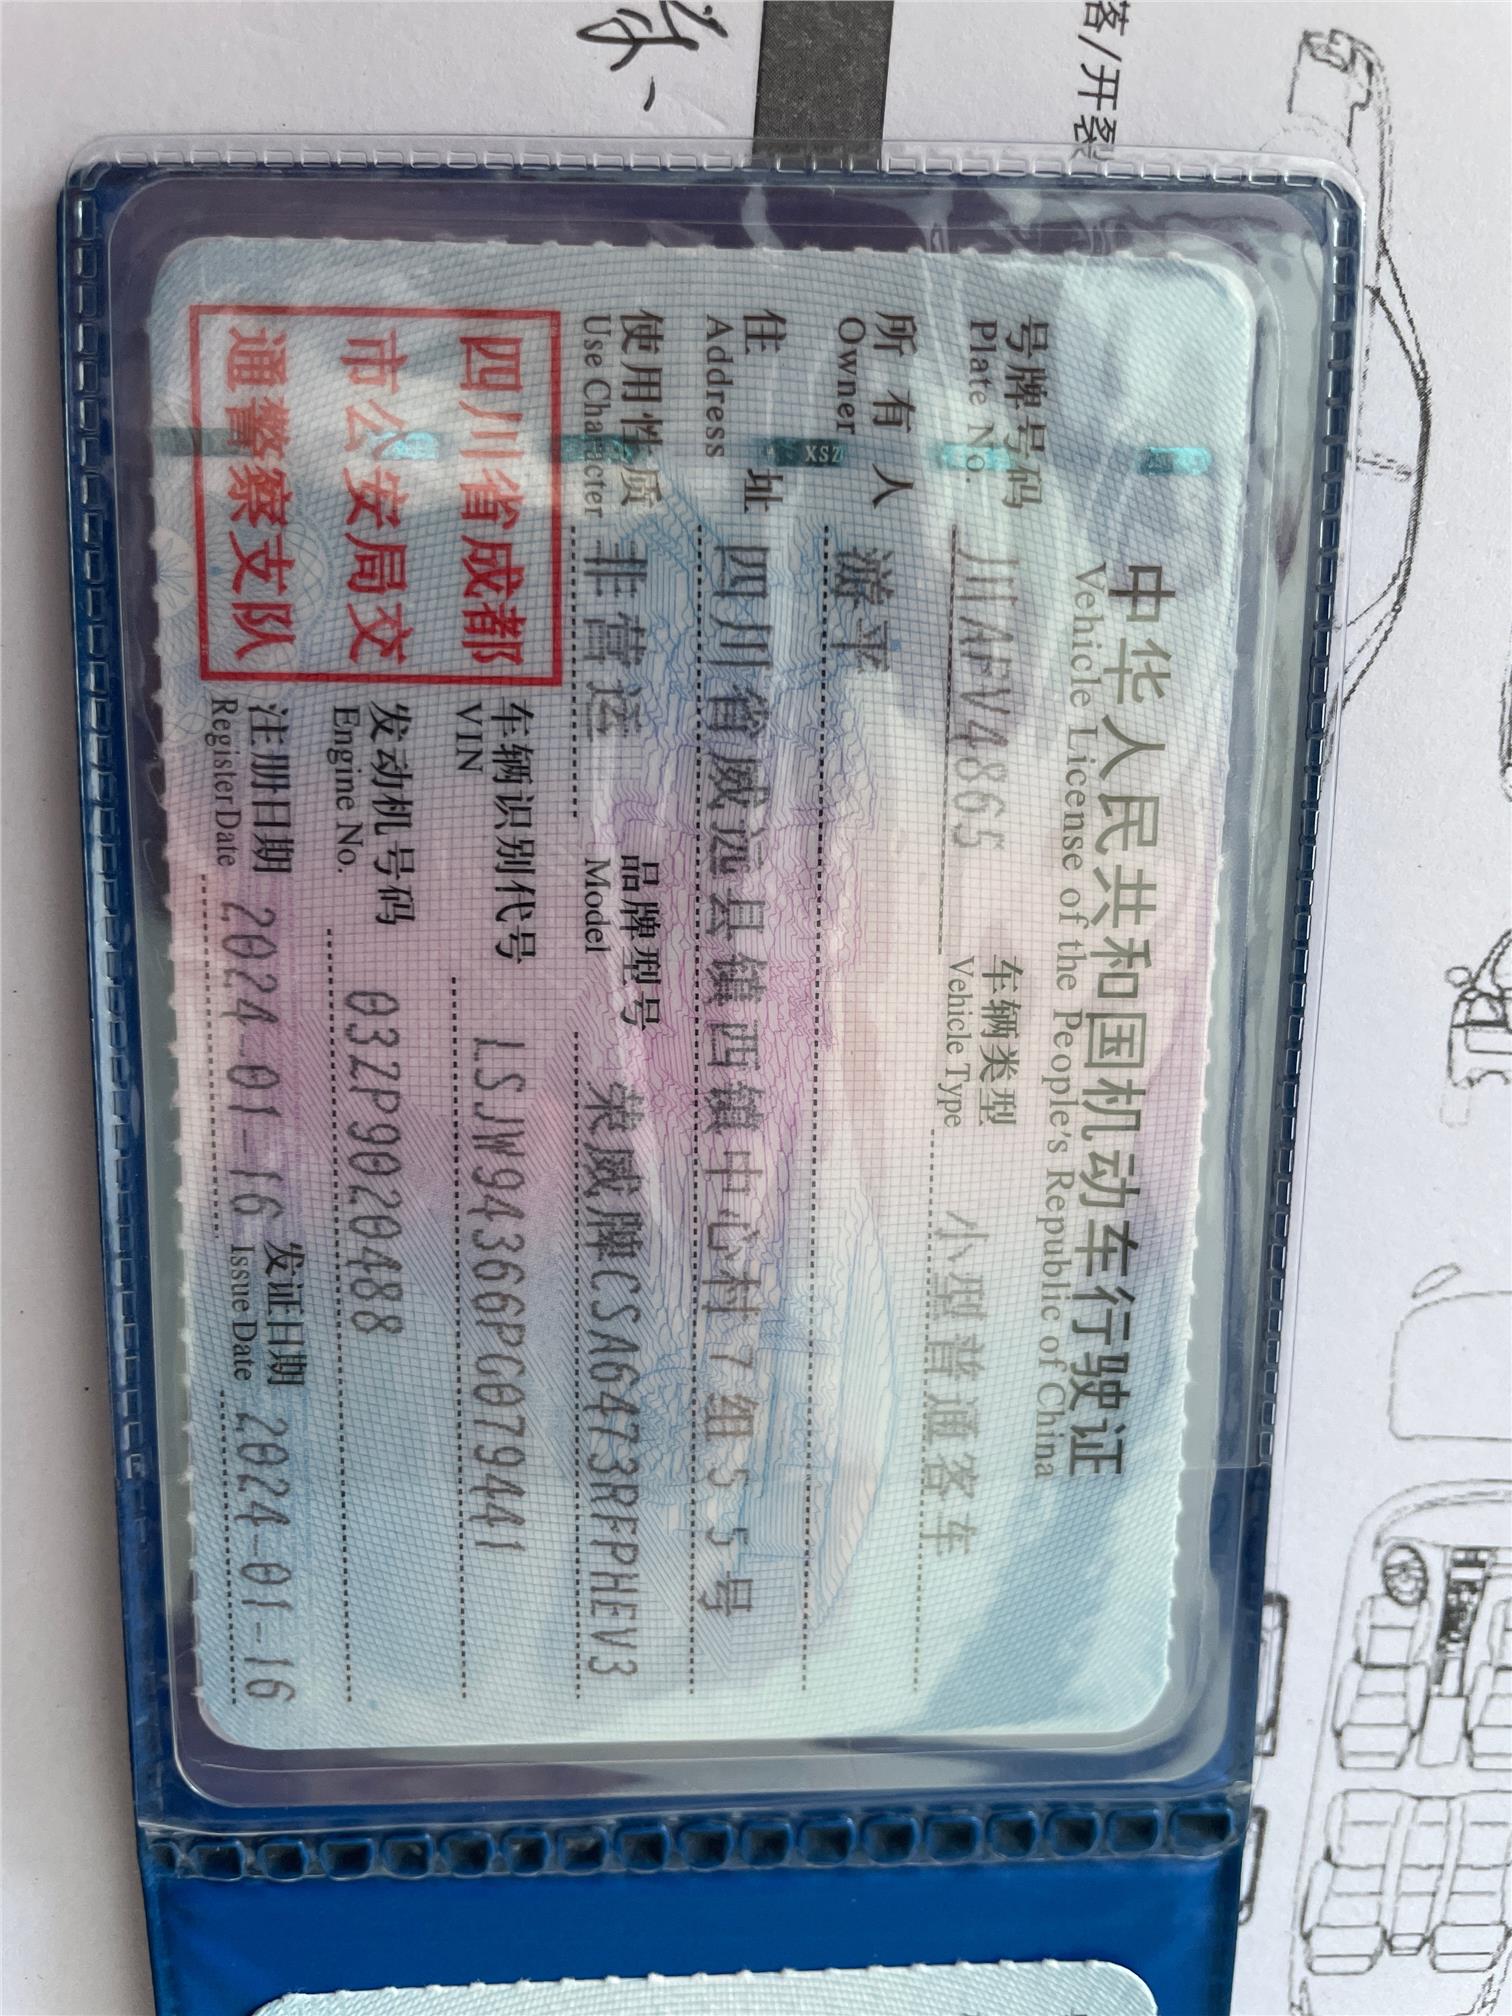 中华人民共和国机动车行驶证
Vehicle License of the People's Republic of China
号牌号码 川AFV4865 车辆类型 小型普通客车
Plate No. Vehicle Type
所有人 游平
Owner
住址 四川省威远县镇西镇中心村7组55号
Address
使用性质 非营运 品牌型号 荣威牌CSA6473RFPHEV3
Use Character Model
四川省成都
市公安局交
通警察支队
车辆识别代号 LSJW94366PG079441
VIN
发动机号码 03ZP9020488
Engine No.
注册日期 2024-01-16 发证日期 2024-01-16
Register Date Issue Date
XSZ
落/开裂